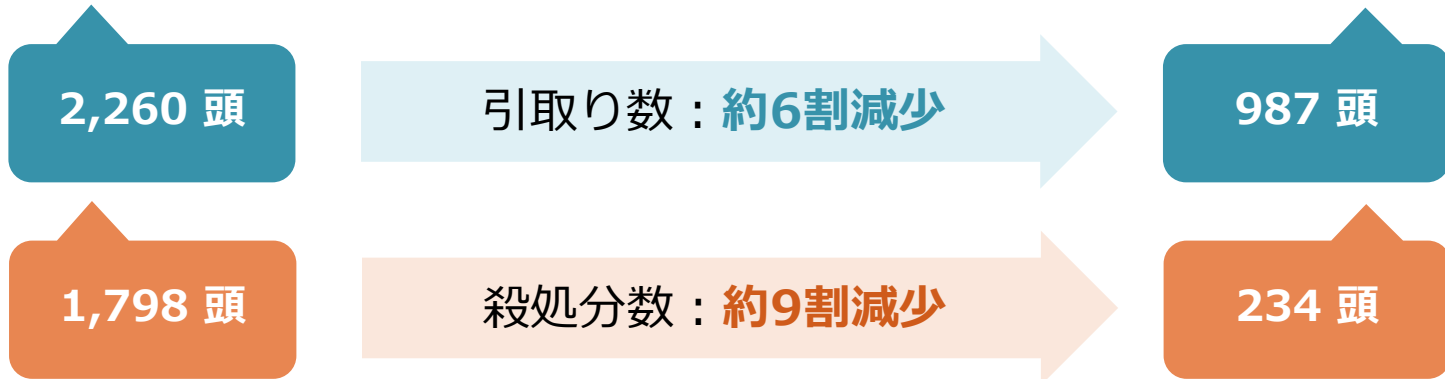 2,260 頭
引取り数：約6割減少
987 頭
1,798 頭
殺処分数：約9割減少
234 頭